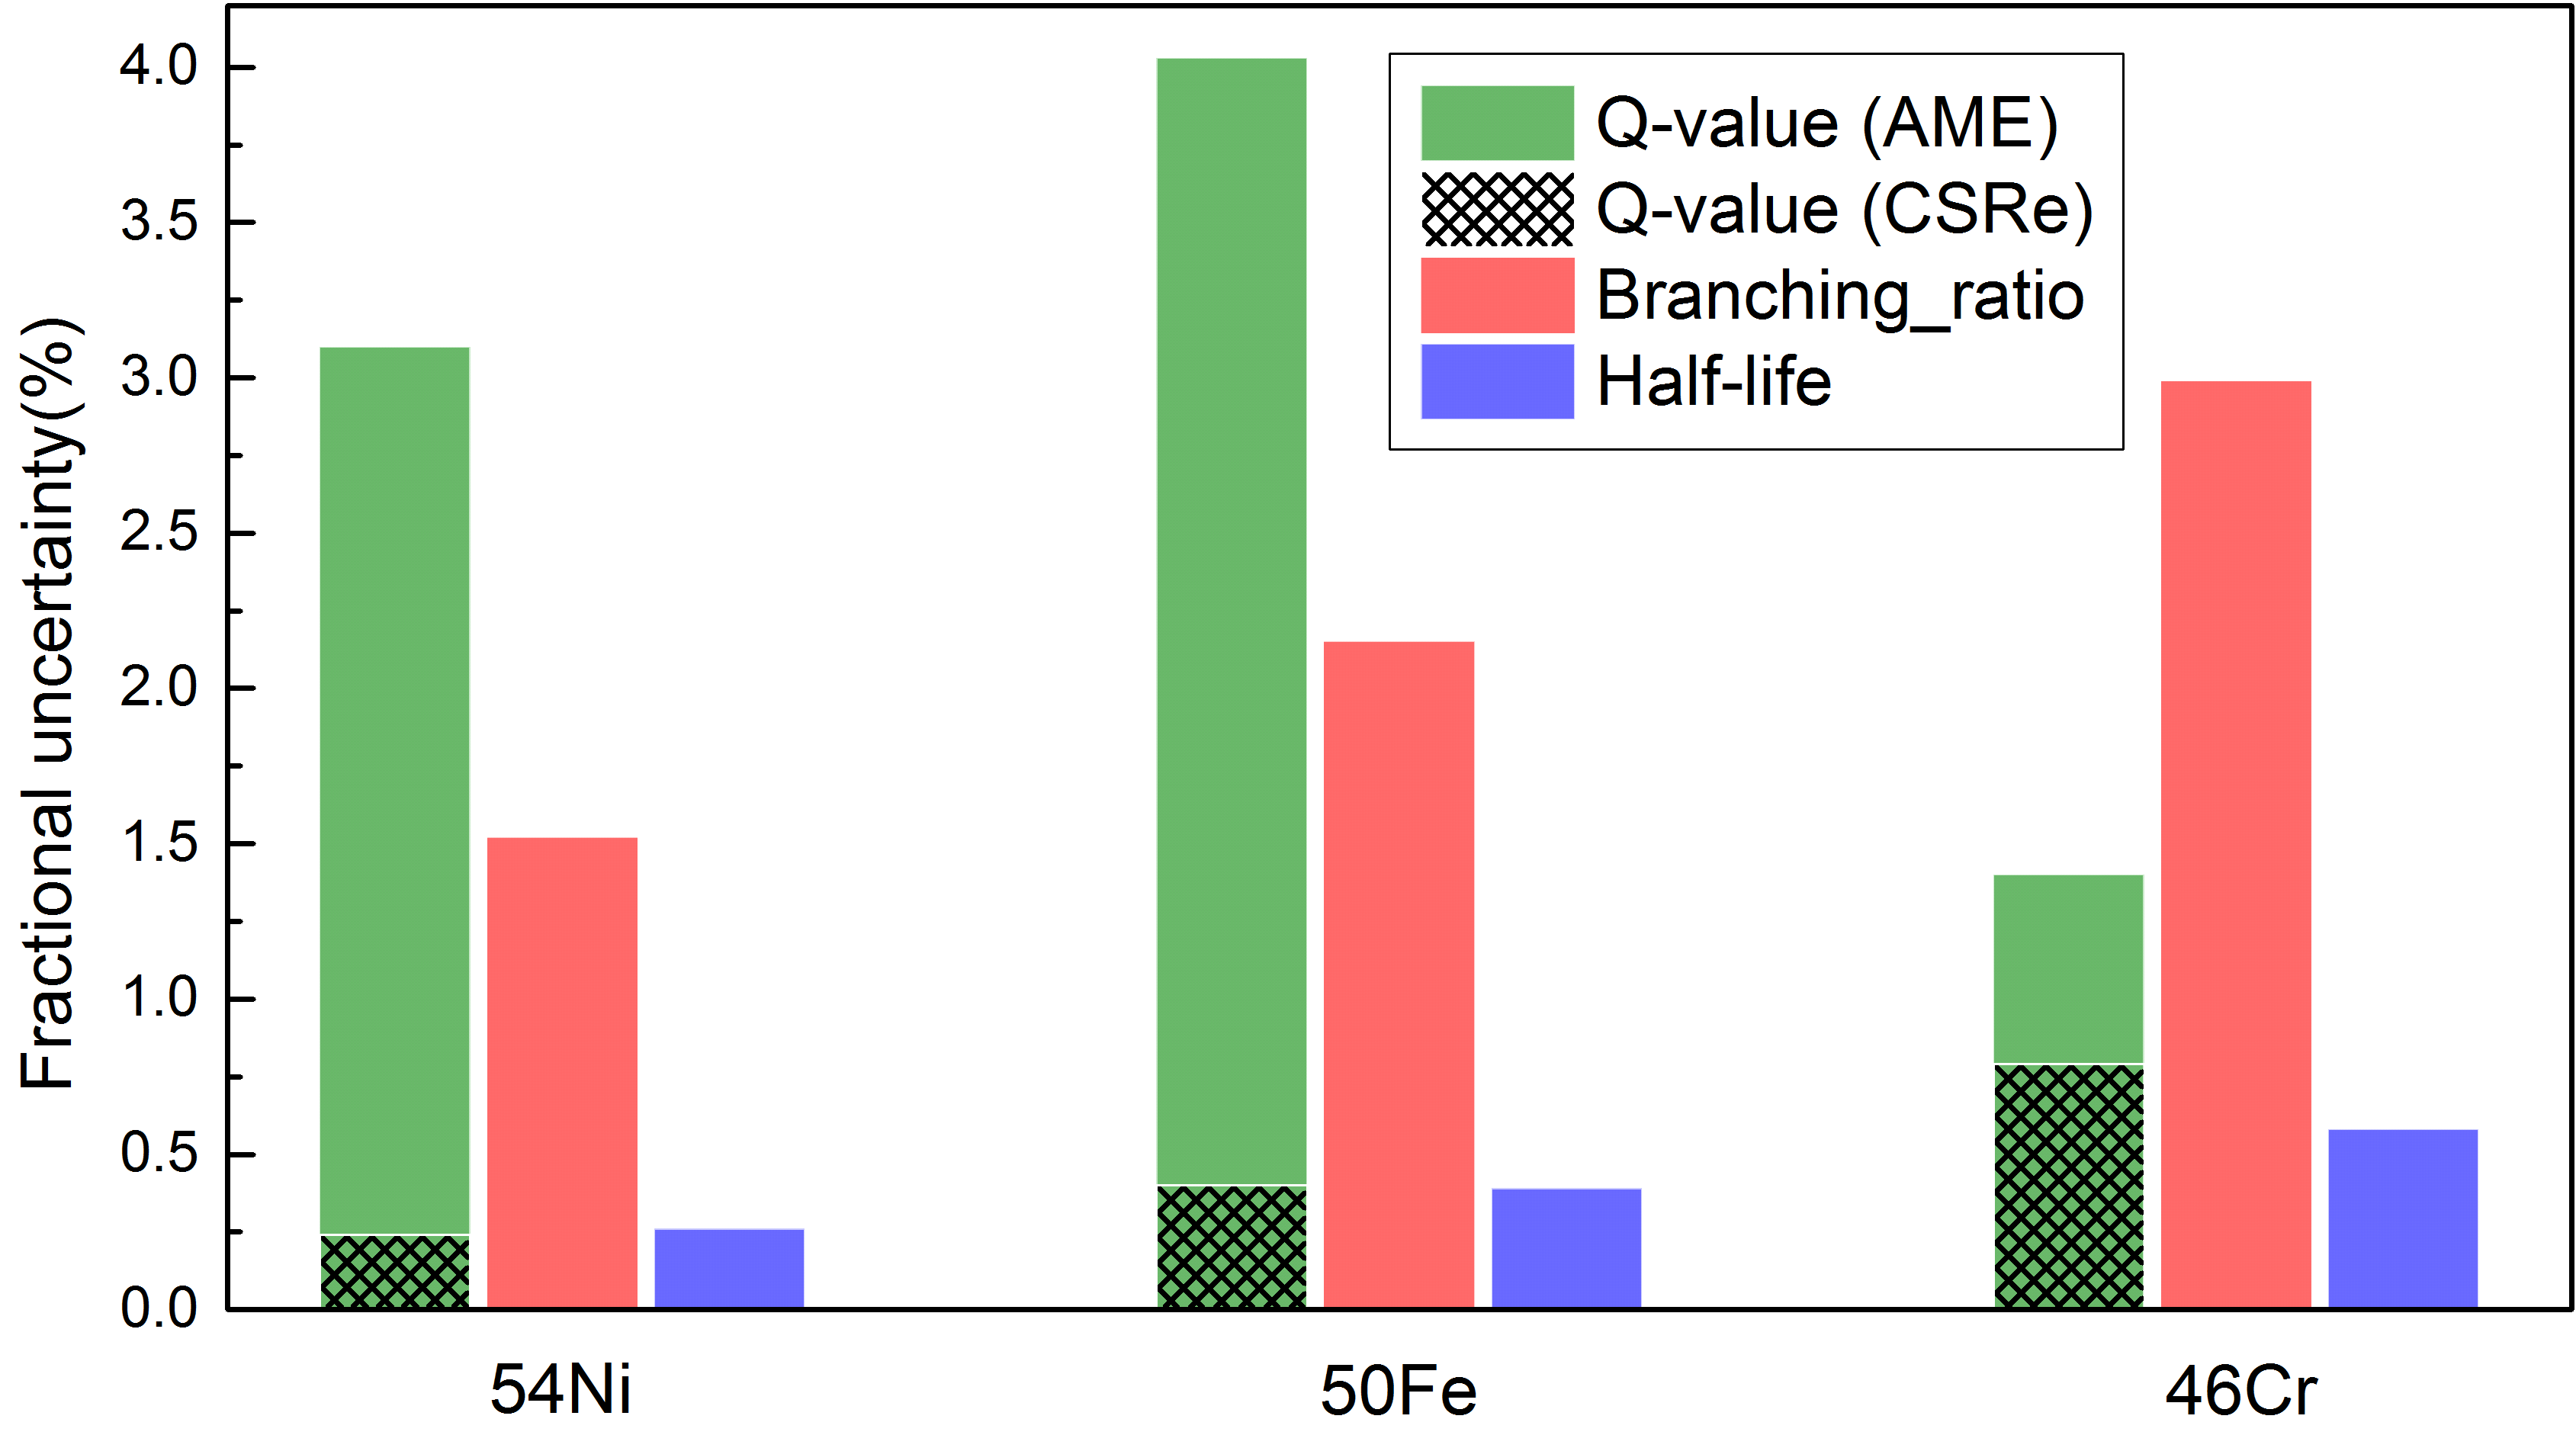 Fractional uncertainty(%)
4.0
3.5
3.0
2.5
2.0
1.5
1.0
0.5
0.0
Q-value (AME)
Q-value (CSRe)
Branching_ratio
Half-life
54Ni
50Fe
46Cr